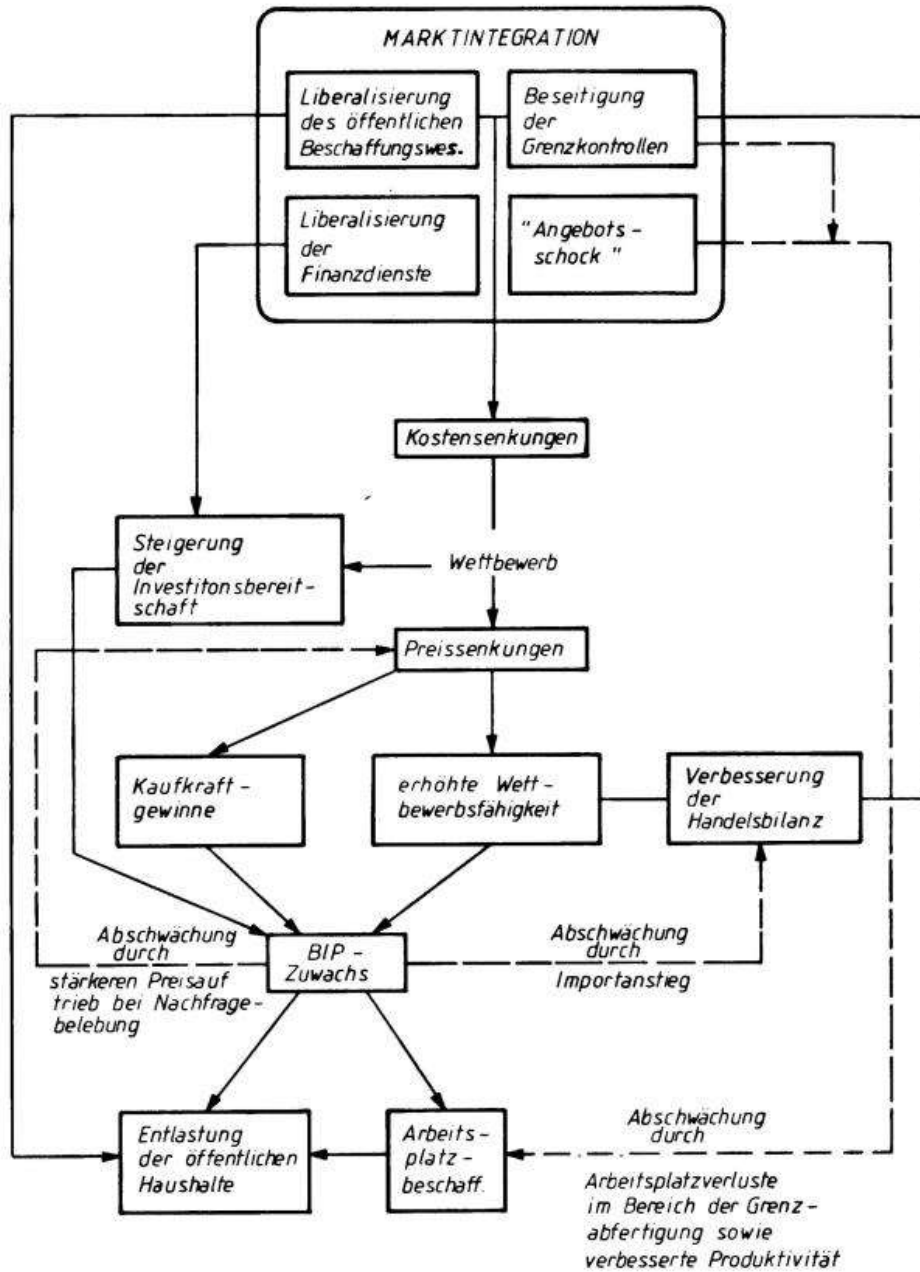 MARKTINTEGRATION
Liberalisierung
des öffentlichen
Beschaffungswes.
Beseitigung
der
Grenzkontrollen
Liberalisierung
der
Finanzdienste
"Angebots-
schock"
Kostensenkungen
Steigerung
der
Investitonsbereit-
schaft
Wettbewerb
Preissenkungen
Kaufkraft-
gewinne
erhöhte Wett-
bewerbsfähigkeit
Verbesserung
der
Handelsbilanz
Abschwächung
durch
stärkeren Preisauf
trieb bei Nachfrage-
belebung
BIP-
Zuwachs
Abschwächung
durch
Importanstieg
Entlastung
der öffentlichen
Haushalte
Arbeits-
platz-
beschaff.
Abschwächung
durch
Arbeitsplatzverluste
im Bereich der Grenz-
abfertigung sowie
verbesserte Produktivität